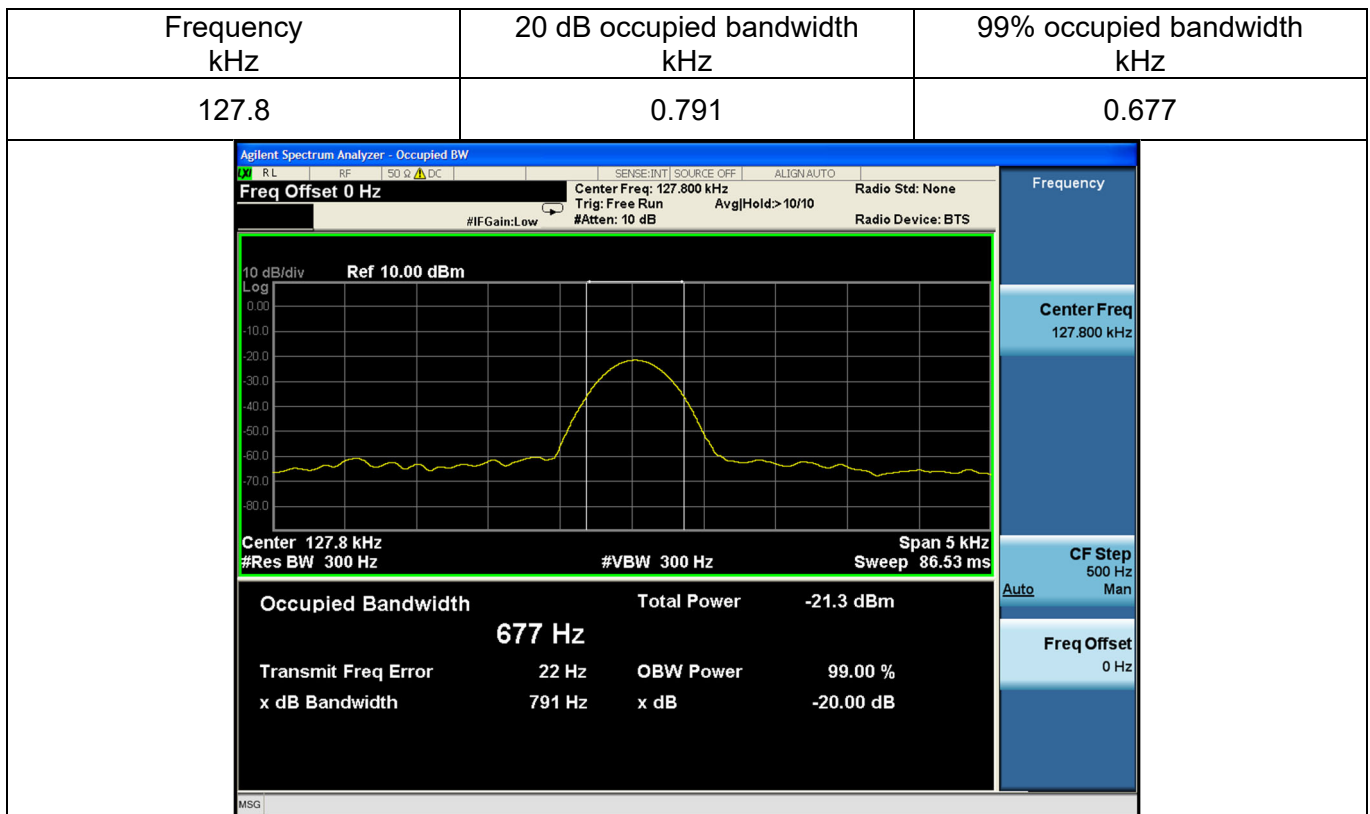 Frequency
kHz
20 dB occupied bandwidth
kHz
99% occupied bandwidth
kHz
127.8
0.791
0.677
Agilent Spectrum Analyzer - Occupied BW
LXI RL RF 50 Ω DC SENSE:INT SOURCE OFF ALIGN AUTO
Freq Offset 0 Hz
#IFGain:Low
Center Freq: 127.800 kHz
Trig: Free Run Avg|Hold:> 10/10
#Atten: 10 dB
Radio Std: None
Radio Device: BTS
10 dB/div Ref 10.00 dBm
Log
0.00
-10.0
-20.0
-30.0
-40.0
-50.0
-60.0
-70.0
-80.0
Center 127.8 kHz Span 5 kHz
#Res BW 300 Hz #VBW 300 Hz Sweep 86.53 ms
Occupied Bandwidth Total Power -21.3 dBm
677 Hz
Transmit Freq Error 22 Hz OBW Power 99.00 %
x dB Bandwidth 791 Hz x dB -20.00 dB
MSG
Frequency
Center Freq
127.800 kHz
CF Step
500 Hz
Auto Man
Freq Offset
0 Hz